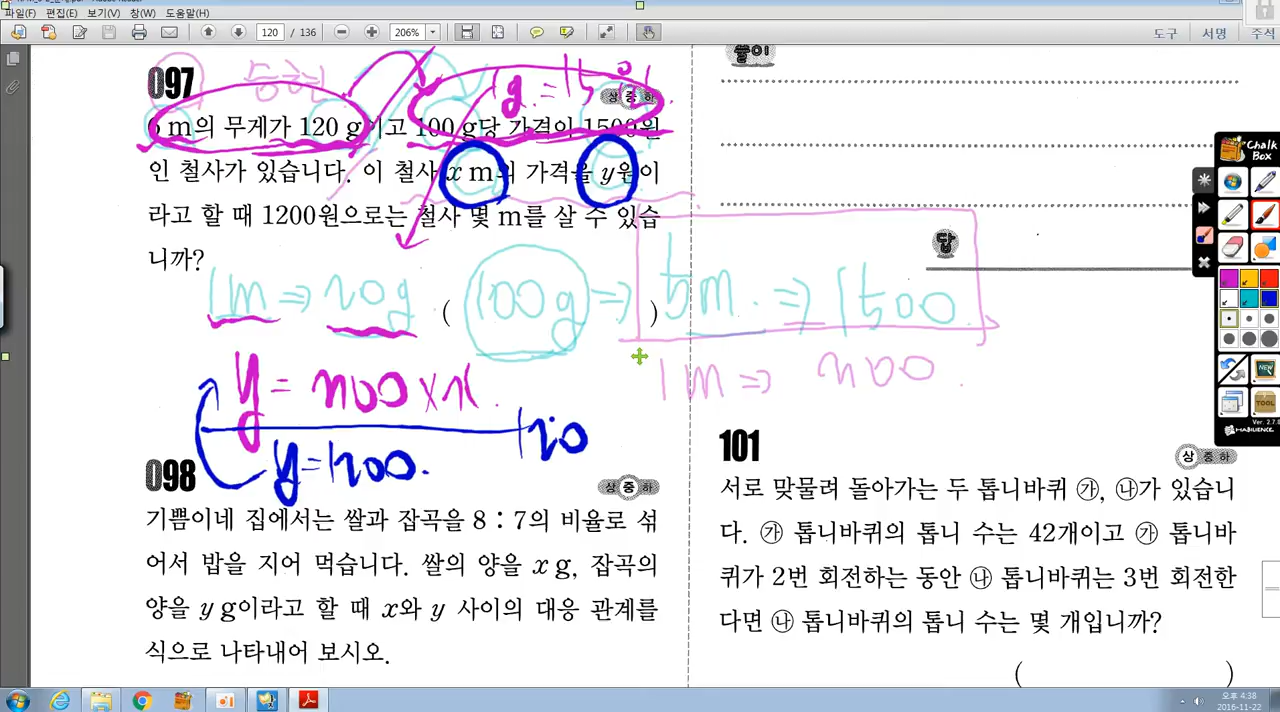 파일(F) 편집(E) 보기(V) 창(W) 도움말(H)
120 / 136 206% 도구 서명 주석
097
상 중 하
1g = 15
6 m의 무게가 120 g이고 100 g당 가격이 1500원
인 철사가 있습니다. 이 철사 x m의 가격을 y원이
라고 할 때 1200원으로는 철사 몇 m를 살 수 있습
니까?
( )
1m ⇒ 20g
100g ⇒ 5m ⇒ 1500
1m ⇒ 300
y = 300 × x
120
y = 1200.
098
상 중 하
기쁨이네 집에서는 쌀과 잡곡을 8 : 7의 비율로 섞
어서 밥을 지어 먹습니다. 쌀의 양을 x g, 잡곡의
양을 y g이라고 할 때 x와 y 사이의 대응 관계를
식으로 나타내어 보시오.
풀이
답
101
상 중 하
서로 맞물려 돌아가는 두 톱니바퀴 ㉮, ㉯가 있습니
다. ㉮ 톱니바퀴의 톱니 수는 42개이고 ㉮ 톱니바
퀴가 2번 회전하는 동안 ㉯ 톱니바퀴는 3번 회전한
다면 ㉯ 톱니바퀴의 톱니 수는 몇 개입니까?
( )
Chalk
Box
NEW
TOOL
Ver. 2.7
HABILIENCE
오후 4:38
2016-11-22